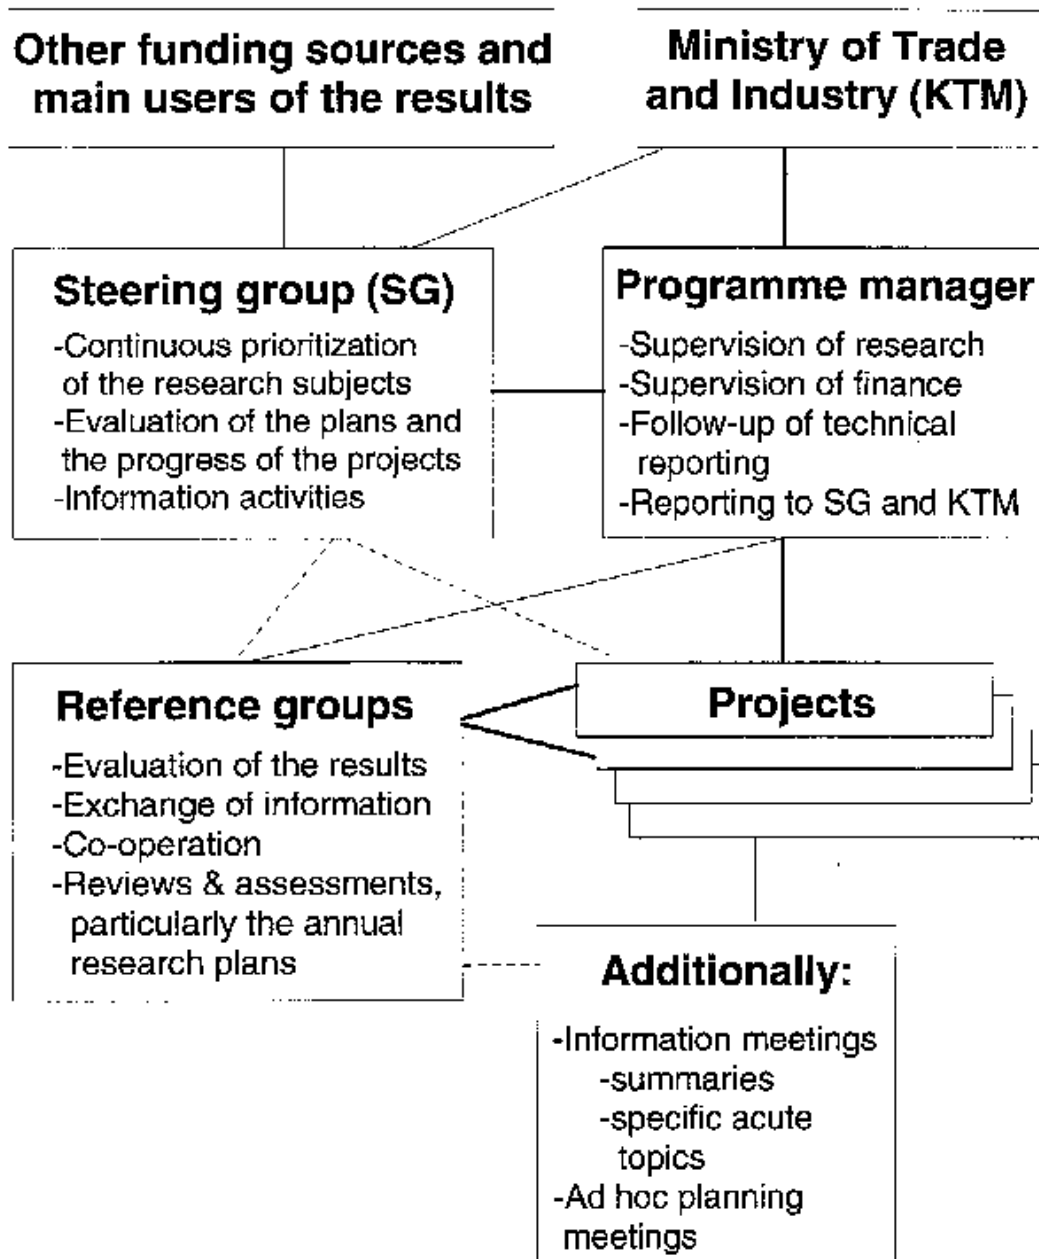 Other funding sources and
main users of the results
Ministry of Trade
and Industry (KTM)
Steering group (SG)
-Continuous prioritization
of the research subjects
-Evaluation of the plans and
the progress of the projects
-Information activities
Programme manager
-Supervision of research
-Supervision of finance
-Follow-up of technical
reporting
-Reporting to SG and KTM
Reference groups
-Evaluation of the results
-Exchange of information
-Co-operation
-Reviews & assessments,
particularly the annual
research plans
Projects
Additionally:
-Information meetings
-summaries
-specific acute
topics
-Ad hoc planning
meetings